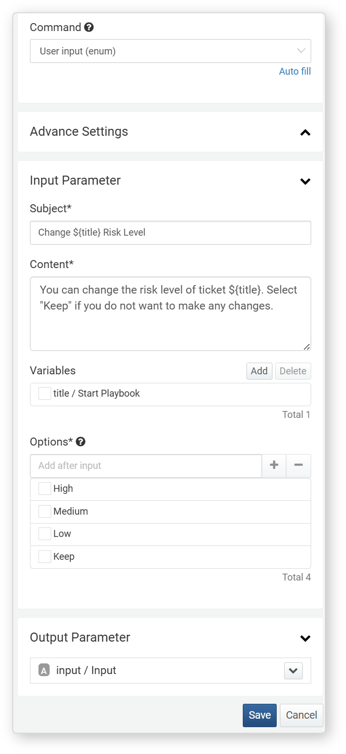 Command ?
User input (enum)
Auto fill
Advance Settings
Input Parameter
Subject*
Change ${title} Risk Level
Content*
You can change the risk level of ticket ${title}. Select
"Keep" if you do not want to make any changes.
Variables Add Delete
title / Start Playbook
Total 1
Options* ?
Add after input + −
High
Medium
Low
Keep
Total 4
Output Parameter
A input / Input
Save Cancel